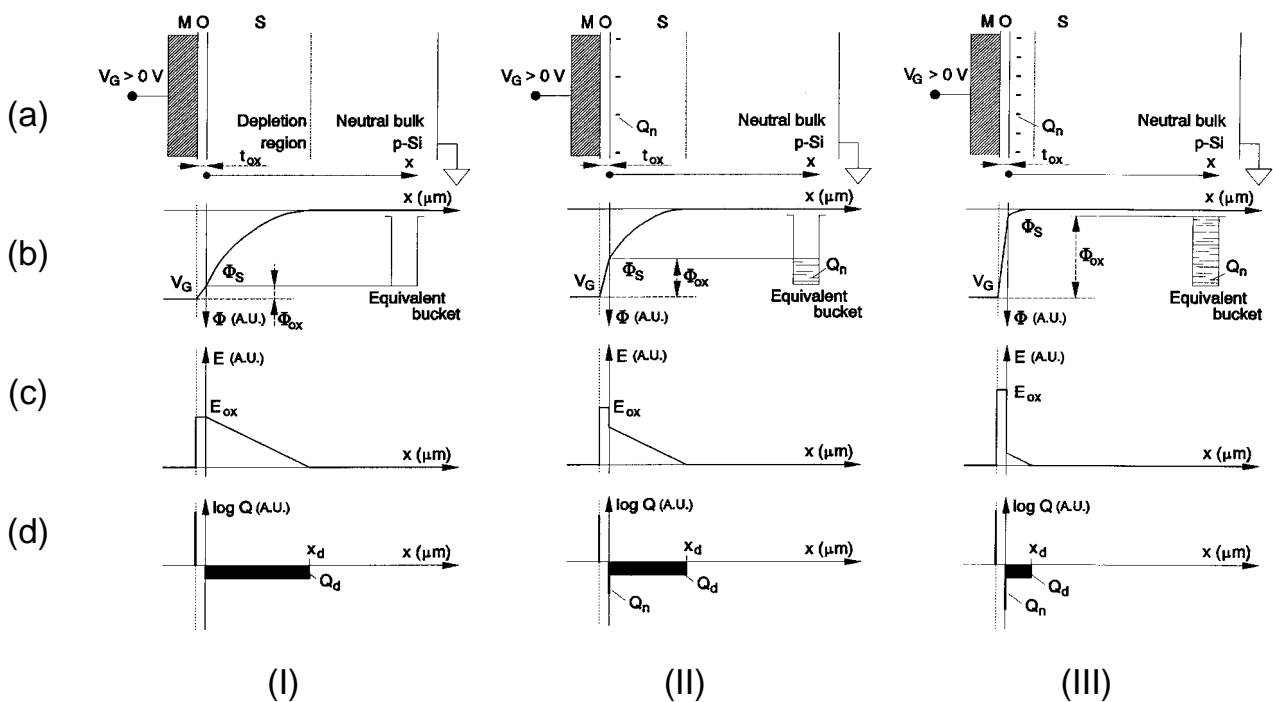 M O S
V_G > 0 V
Depletion region
Neutral bulk p-Si
t_ox
x
M O S
V_G > 0 V
Q_n
Neutral bulk p-Si
t_ox
x
M O S
V_G > 0 V
Q_n
Neutral bulk p-Si
t_ox
x
(a)
x (μm)
V_G
Φ_S
Φ_ox
Equivalent bucket
Φ (A.U.)
x (μm)
V_G
Φ_S
Φ_ox
Q_n
Equivalent bucket
Φ (A.U.)
x (μm)
V_G
Φ_S
Φ_ox
Q_n
Equivalent bucket
Φ (A.U.)
(b)
E (A.U.)
E_ox
x (μm)
E (A.U.)
E_ox
x (μm)
E (A.U.)
E_ox
x (μm)
(c)
log Q (A.U.)
x_d
x (μm)
Q_d
log Q (A.U.)
x_d
x (μm)
Q_d
Q_n
log Q (A.U.)
x_d
x (μm)
Q_d
Q_n
(d)
(I)
(II)
(III)